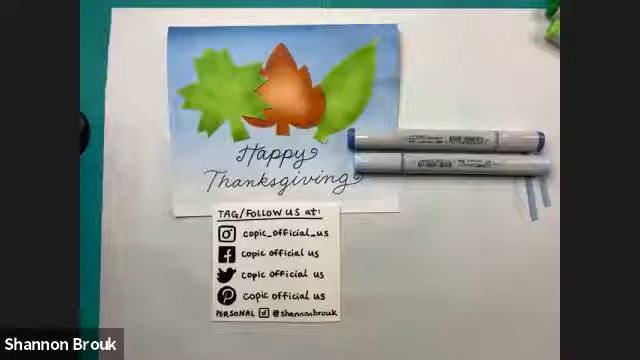 Happy
Thanksgiving
TAG/FOLLOW US at:
copic_official_us
copic official us
copic official us
copic official us
PERSONAL @shannonbrouk
Shannon Brouk